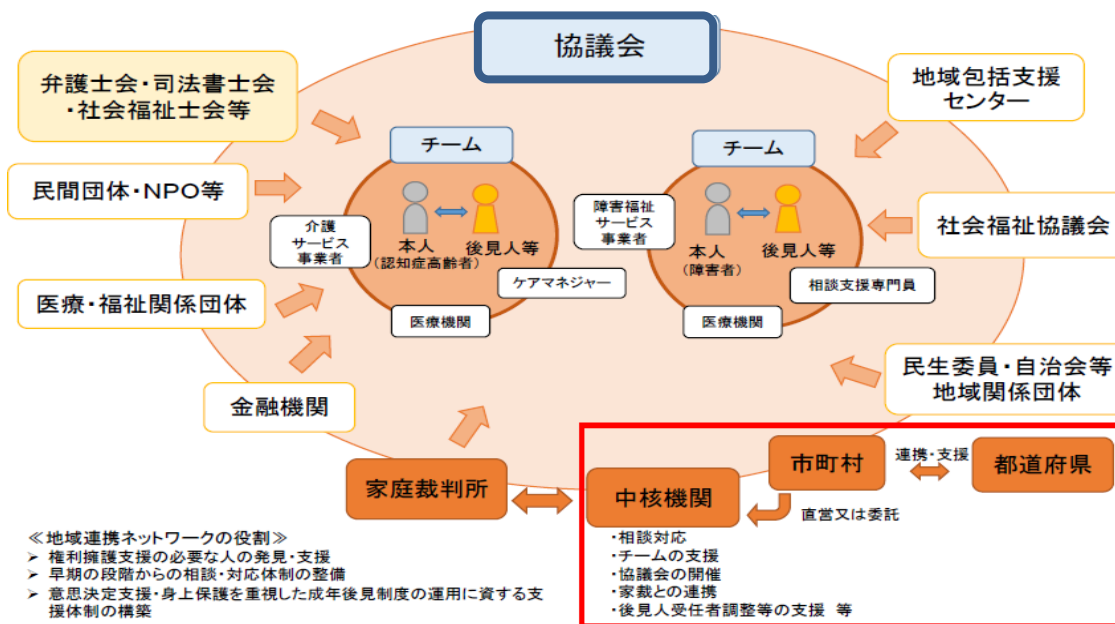 協議会
弁護士会・司法書士会
・社会福祉士会等
地域包括支援
センター
民間団体・NPO等
社会福祉協議会
医療・福祉関係団体
金融機関
民生委員・自治会等
地域関係団体
チーム
介護
サービス
事業者
本人
(認知症高齢者)
後見人等
ケアマネジャー
医療機関
チーム
障害福祉
サービス
事業者
本人
(障害者)
後見人等
相談支援専門員
医療機関
家庭裁判所
中核機関
市町村
連携・支援
都道府県
直営又は委託
・相談対応
・チームの支援
・協議会の開催
・家裁との連携
・後見人受任者調整等の支援 等
≪地域連携ネットワークの役割≫
➢ 権利擁護支援の必要な人の発見・支援
➢ 早期の段階からの相談・対応体制の整備
➢ 意思決定支援・身上保護を重視した成年後見制度の運用に資する支
援体制の構築